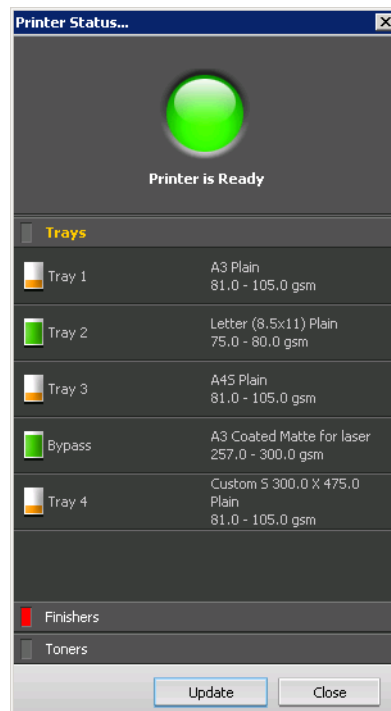 Printer Status...
Printer is Ready
Trays
Tray 1
A3 Plain
81.0 - 105.0 gsm
Tray 2
Letter (8.5x11) Plain
75.0 - 80.0 gsm
Tray 3
A4S Plain
81.0 - 105.0 gsm
Bypass
A3 Coated Matte for laser
257.0 - 300.0 gsm
Tray 4
Custom S 300.0 X 475.0
Plain
81.0 - 105.0 gsm
Finishers
Toners
Update
Close